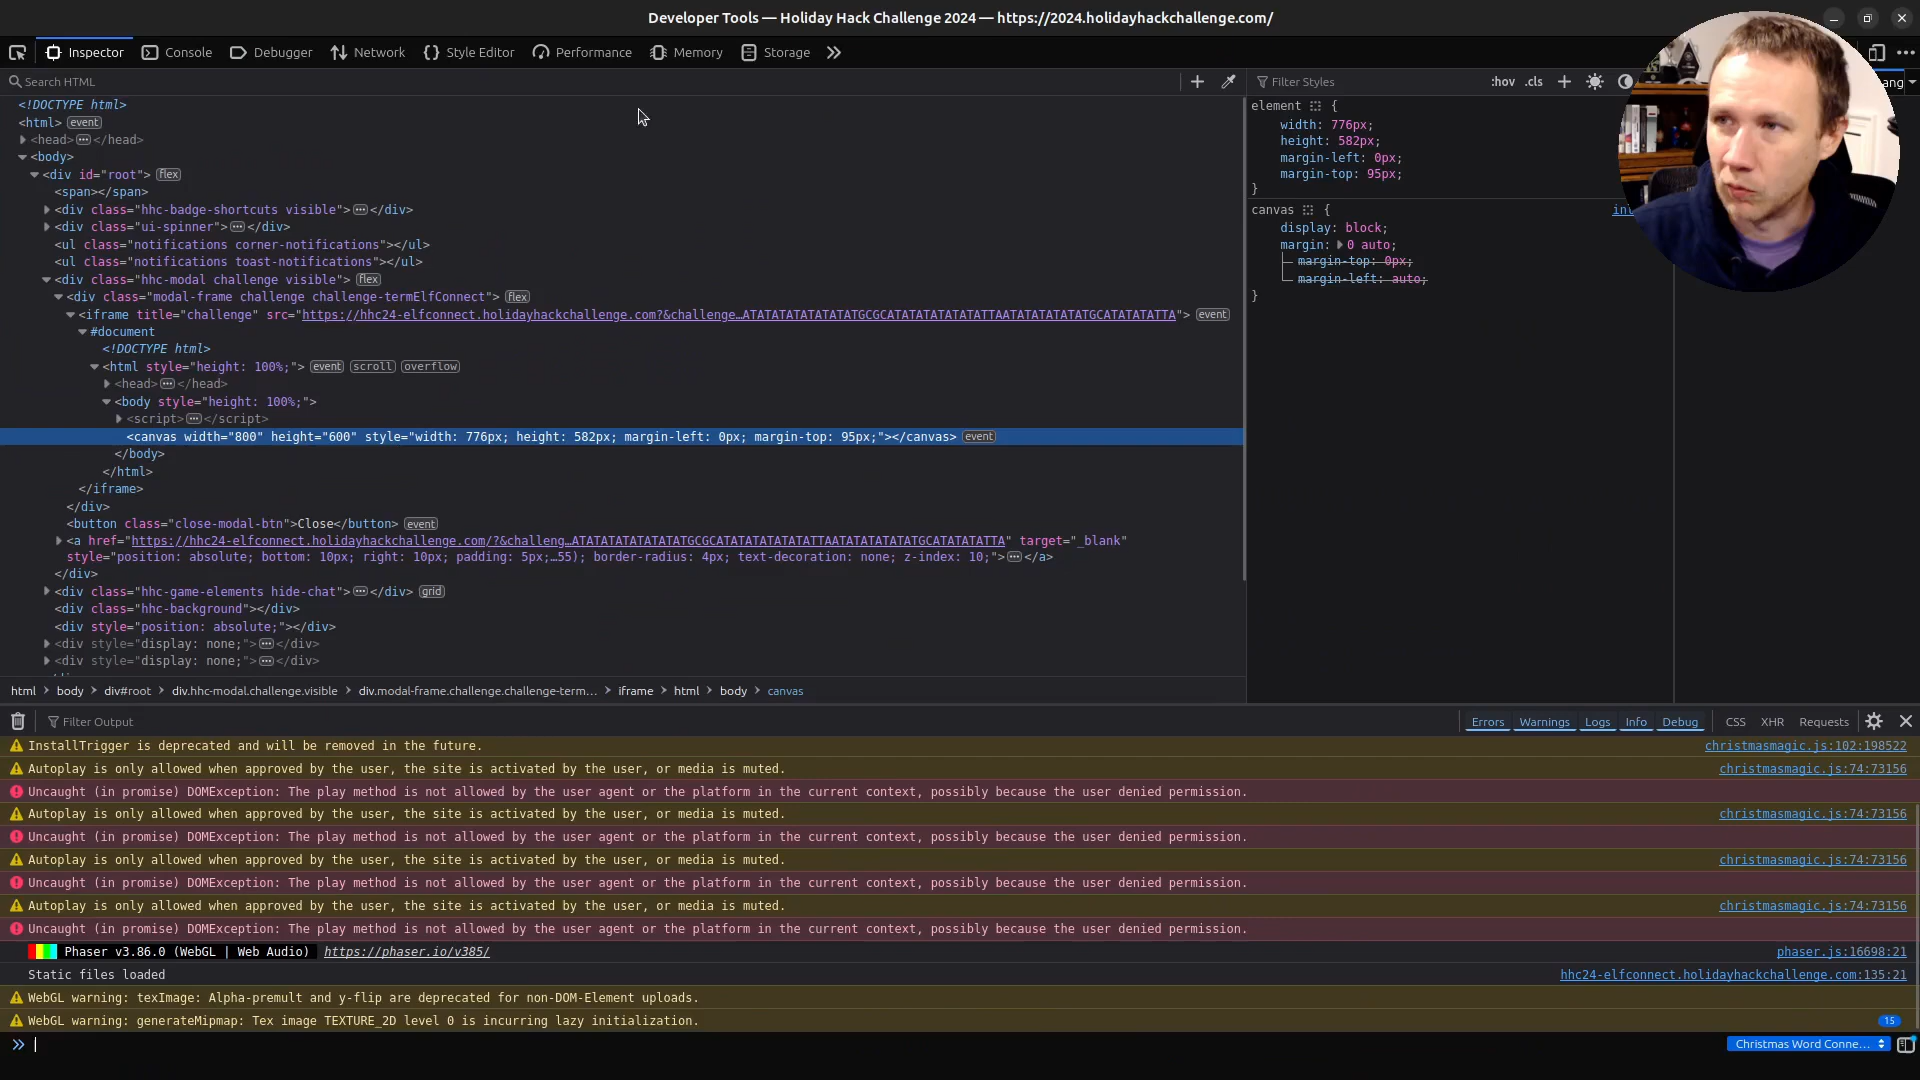 Developer Tools — Holiday Hack Challenge 2024 — https://2024.holidayhackchallenge.com/
Inspector Console Debugger Network Style Editor Performance Memory Storage
Search HTML
<!DOCTYPE html>
<html> event
<head> ••• </head>
<body>
<div id="root"> flex
<span></span>
<div class="hhc-badge-shortcuts visible"> ••• </div>
<div class="ui-spinner"> ••• </div>
<ul class="notifications corner-notifications"></ul>
<ul class="notifications toast-notifications"></ul>
<div class="hhc-modal challenge visible"> flex
<div class="modal-frame challenge challenge-termElfConnect"> flex
<iframe title="challenge" src="https://hhc24-elfconnect.holidayhackchallenge.com?&challenge…ATATATATATATATATGCGCATATATATATATATTAATATATATATATGCATATATATTA"> event
#document
<!DOCTYPE html>
<html style="height: 100%;"> event scroll overflow
<head> ••• </head>
<body style="height: 100%;">
<script> ••• </script>
<canvas width="800" height="600" style="width: 776px; height: 582px; margin-left: 0px; margin-top: 95px;"></canvas> event
</body>
</html>
</iframe>
</div>
<button class="close-modal-btn">Close</button> event
<a href="https://hhc24-elfconnect.holidayhackchallenge.com/?&challeng…ATATATATATATATATGCGCATATATATATATATTAATATATATATATGCATATATATTA" target="_blank"
style="position: absolute; bottom: 10px; right: 10px; padding: 5px;…55); border-radius: 4px; text-decoration: none; z-index: 10;"> ••• </a>
</div>
<div class="hhc-game-elements hide-chat"> ••• </div> grid
<div class="hhc-background"></div>
<div style="position: absolute;"></div>
<div style="display: none;"> ••• </div>
<div style="display: none;"> ••• </div>
html body div#root div.hhc-modal.challenge.visible div.modal-frame.challenge.challenge-term… iframe html body canvas
Filter Styles :hov .cls
element {
width: 776px;
height: 582px;
margin-left: 0px;
margin-top: 95px;
}
canvas {
display: block;
margin: 0 auto;
margin-top: 0px;
margin-left: auto;
}
Filter Output Errors Warnings Logs Info Debug CSS XHR Requests
InstallTrigger is deprecated and will be removed in the future. christmasmagic.js:102:198522
Autoplay is only allowed when approved by the user, the site is activated by the user, or media is muted. christmasmagic.js:74:73156
Uncaught (in promise) DOMException: The play method is not allowed by the user agent or the platform in the current context, possibly because the user denied permission.
Autoplay is only allowed when approved by the user, the site is activated by the user, or media is muted. christmasmagic.js:74:73156
Uncaught (in promise) DOMException: The play method is not allowed by the user agent or the platform in the current context, possibly because the user denied permission.
Autoplay is only allowed when approved by the user, the site is activated by the user, or media is muted. christmasmagic.js:74:73156
Uncaught (in promise) DOMException: The play method is not allowed by the user agent or the platform in the current context, possibly because the user denied permission.
Autoplay is only allowed when approved by the user, the site is activated by the user, or media is muted. christmasmagic.js:74:73156
Uncaught (in promise) DOMException: The play method is not allowed by the user agent or the platform in the current context, possibly because the user denied permission.
Phaser v3.86.0 (WebGL | Web Audio) https://phaser.io/v385/ phaser.js:16698:21
Static files loaded hhc24-elfconnect.holidayhackchallenge.com:135:21
WebGL warning: texImage: Alpha-premult and y-flip are deprecated for non-DOM-Element uploads.
WebGL warning: generateMipmap: Tex image TEXTURE_2D level 0 is incurring lazy initialization. 15
Christmas Word Conne…